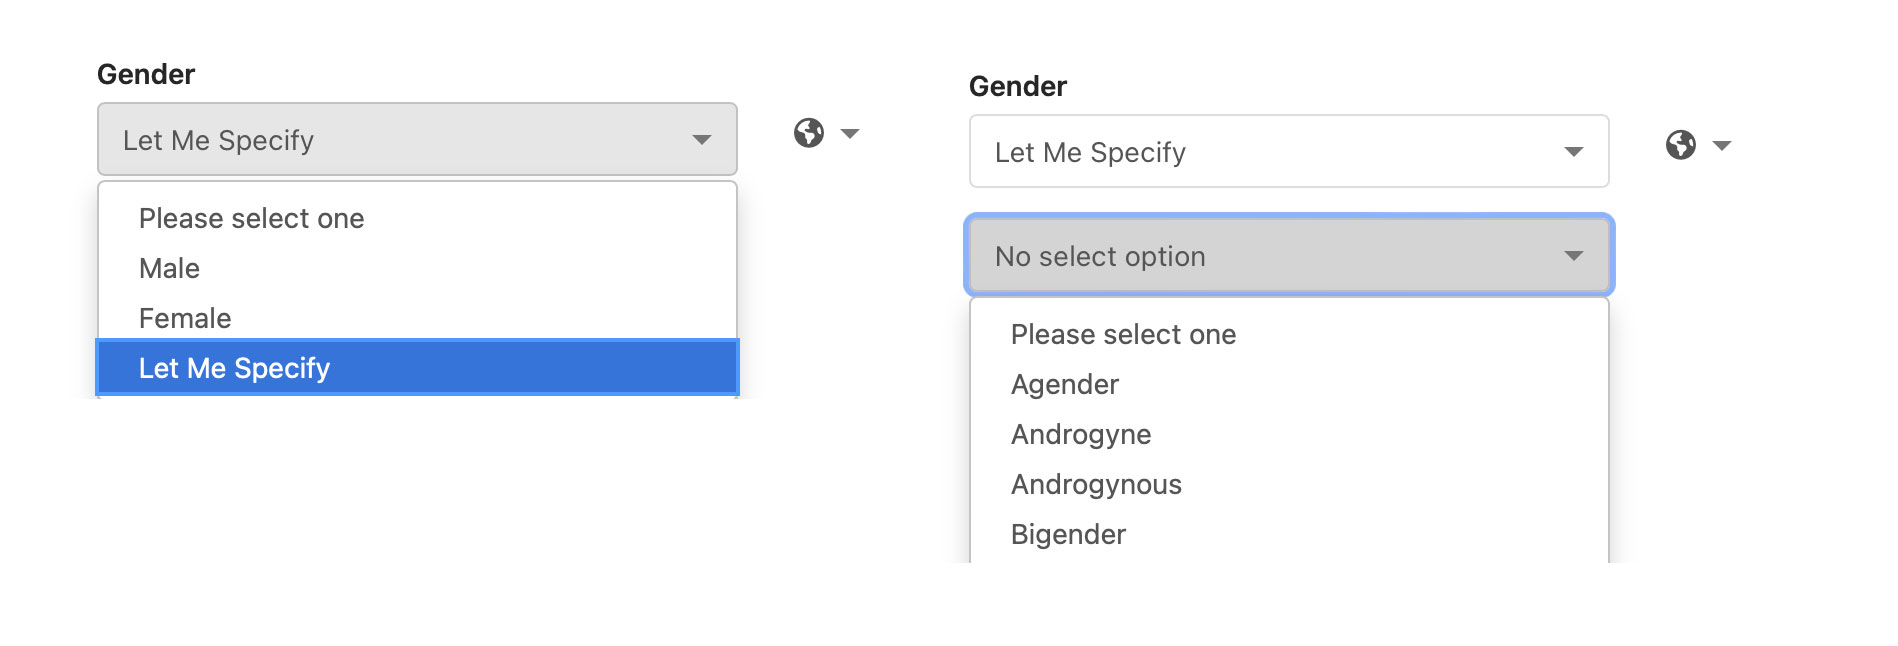 Gender
Let Me Specify
Please select one
Male
Female
Let Me Specify
Gender
Let Me Specify
No select option
Please select one
Agender
Androgyne
Androgynous
Bigender